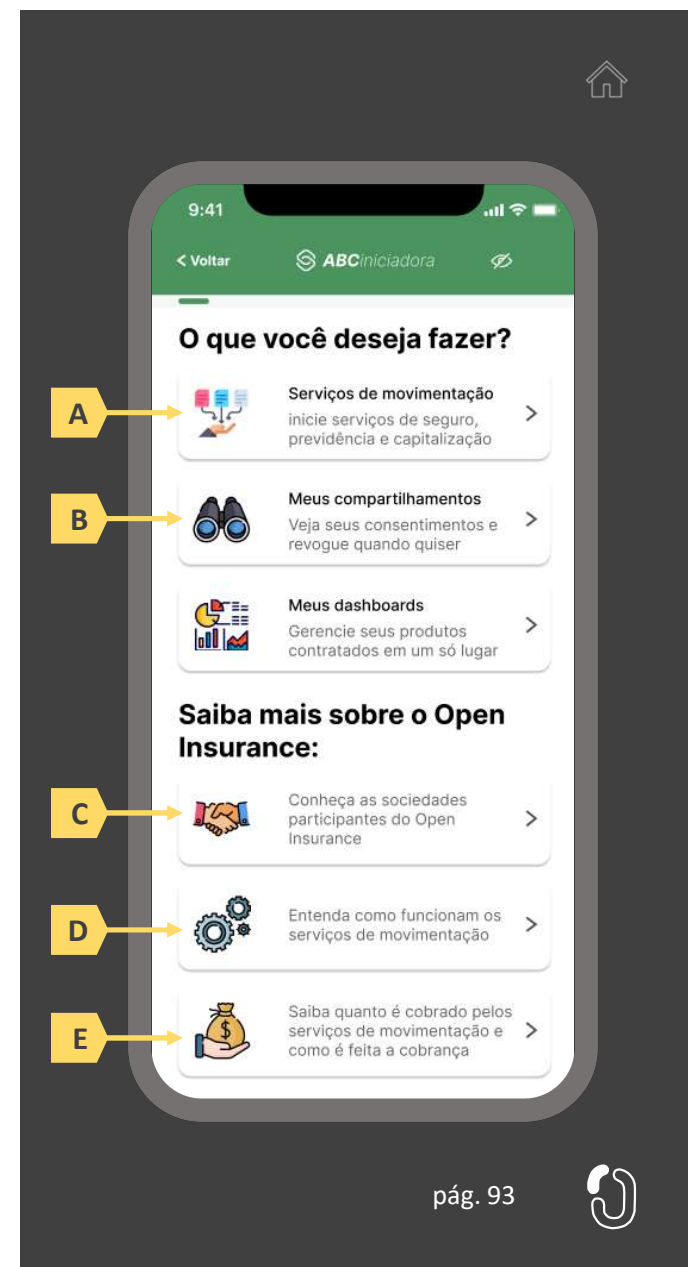 9:41
Voltar
ABCiniciadora
O que você deseja fazer?
A
Serviços de movimentação
inicie serviços de seguro,
previdência e capitalização
B
Meus compartilhamentos
Veja seus consentimentos e
revogue quando quiser
Meus dashboards
Gerencie seus produtos
contratados em um só lugar
Saiba mais sobre o Open
Insurance:
C
Conheça as sociedades
participantes do Open
Insurance
D
Entenda como funcionam os
serviços de movimentação
E
Saiba quanto é cobrado pelos
serviços de movimentação e
como é feita a cobrança
pág. 93